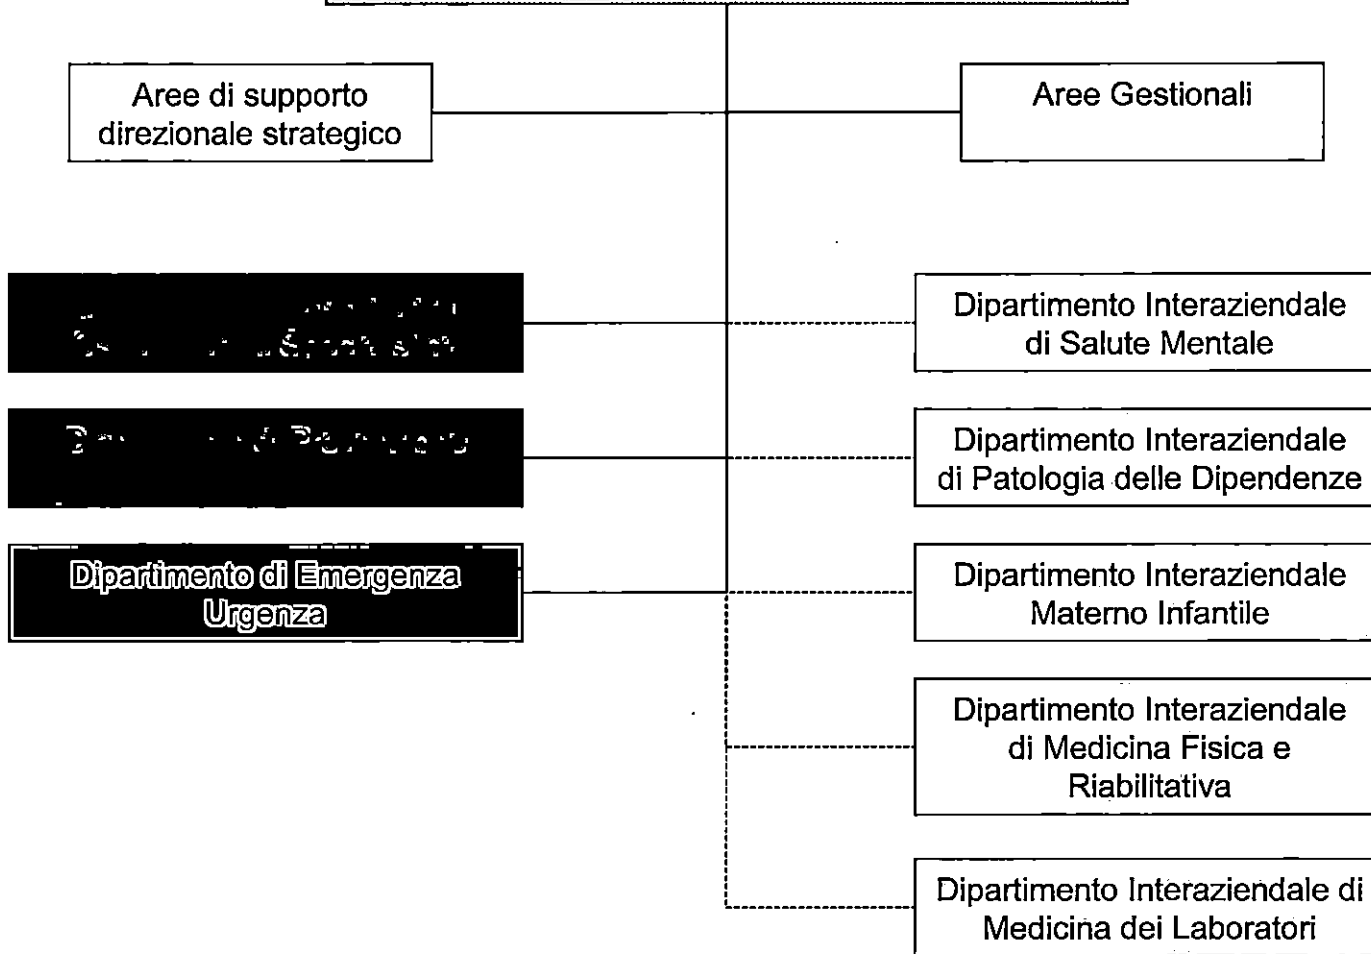 Aree di supporto
direzionale strategico
Aree Gestionali
Dipartimento Interaziendale
di Salute Mentale
Dipartimento Interaziendale
di Patologia delle Dipendenze
Dipartimento di Emergenza
Urgenza
Dipartimento Interaziendale
Materno Infantile
Dipartimento Interaziendale
di Medicina Fisica e
Riabilitativa
Dipartimento Interaziendale di
Medicina dei Laboratori